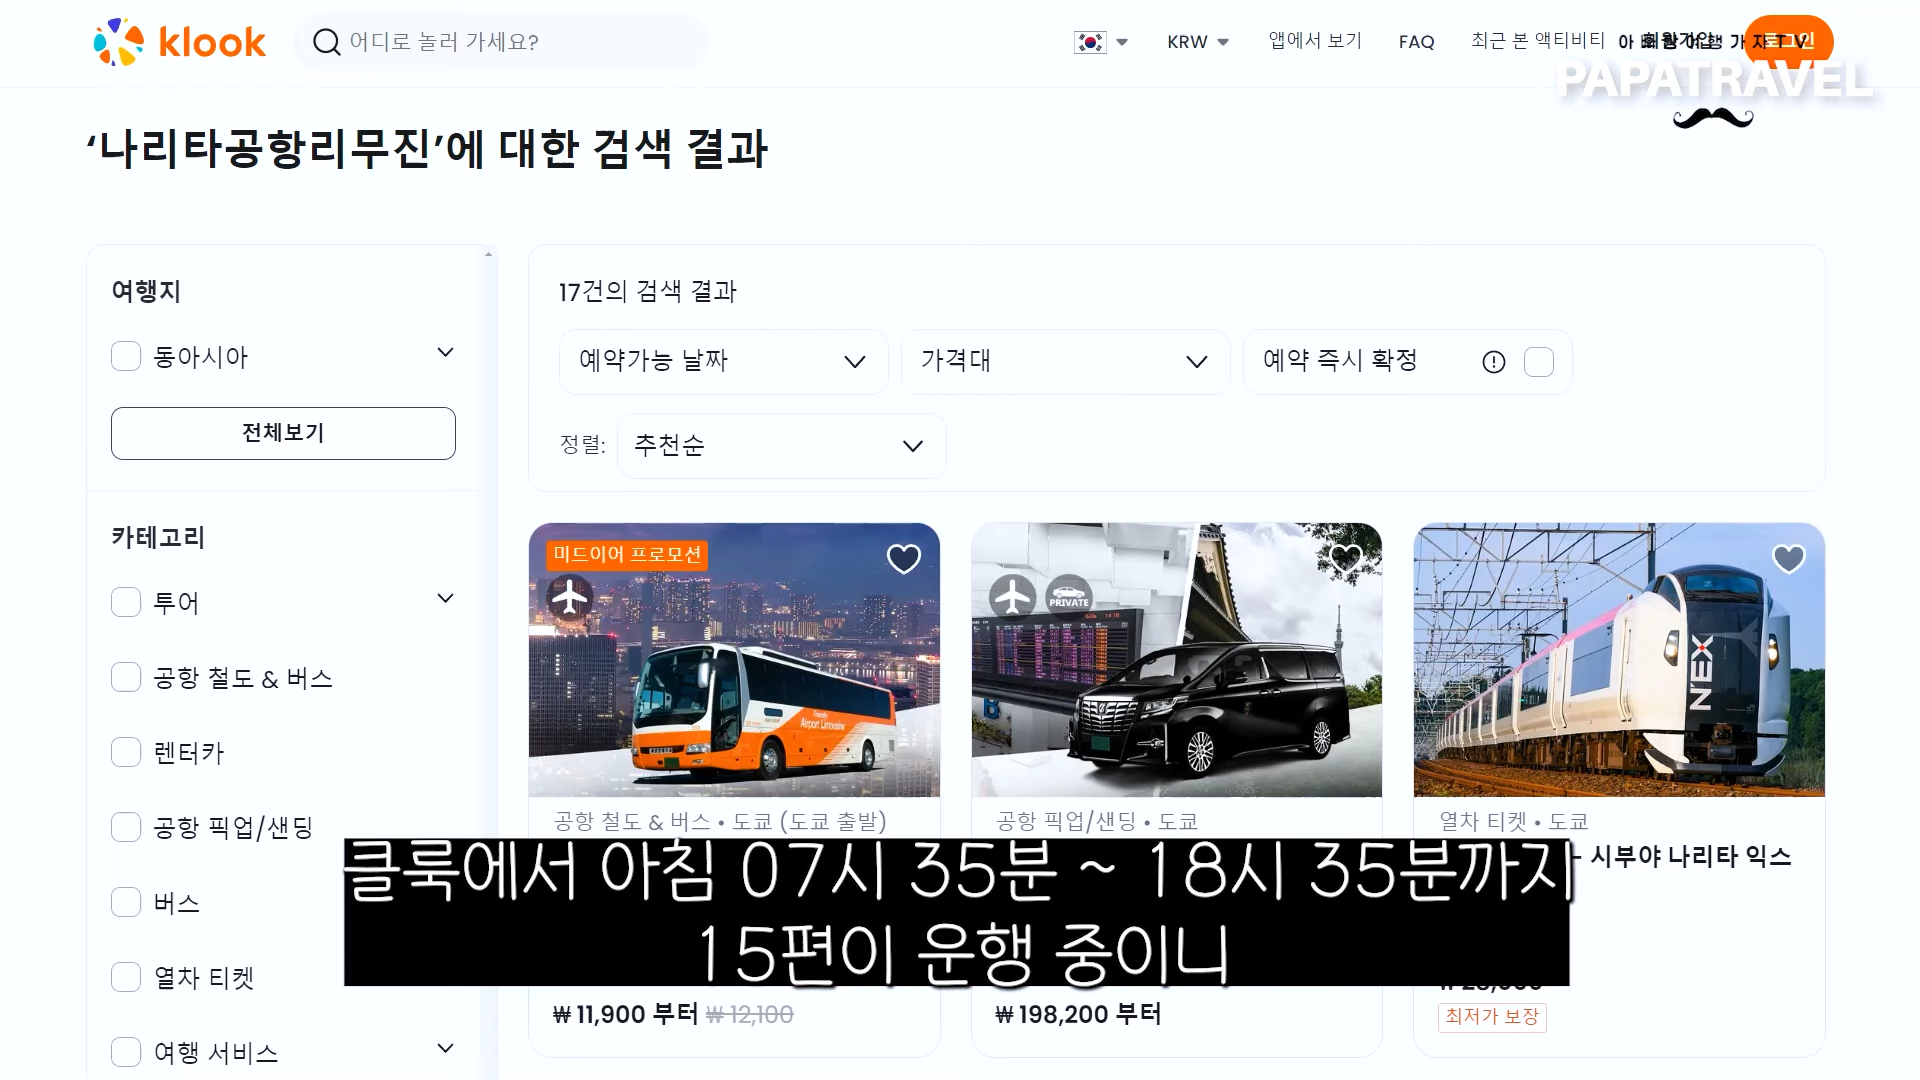 klook
어디로 놀러 가세요?
KRW
앱에서 보기
FAQ
최근 본 액티비티
PAPATRAVEL
‘나리타공항리무진’에 대한 검색 결과
여행지
동아시아
전체보기
카테고리
투어
공항 철도 & 버스
렌터카
공항 픽업/샌딩
버스
열차 티켓
여행 서비스
17건의 검색 결과
예약가능 날짜
가격대
예약 즉시 확정
정렬:
추천순
미드이어 프로모션
Friendly
Airport Limousine
PRIVATE
NEX
공항 철도 & 버스 • 도쿄 (도쿄 출발)
공항 픽업/샌딩 • 도쿄
열차 티켓 • 도쿄
시부야 나리타 익스
클룩에서 아침 07시 35분 ~ 18시 35분까지
15편이 운행 중이니
₩ 11,900 부터 ₩ 12,100
₩ 198,200 부터
최저가 보장